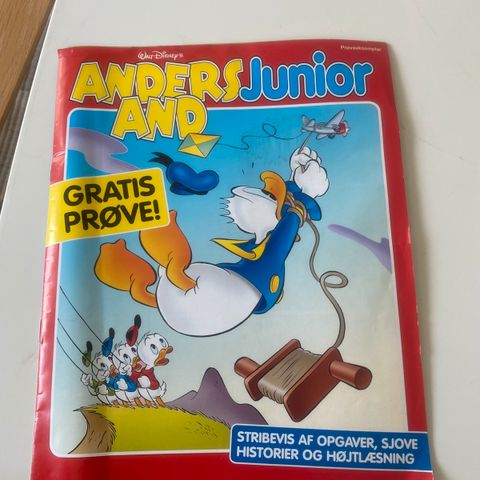 Prøveeksemplar
WALT DISNEY'S
ANDERS Junior
AND
GRATIS
PRØVE!
STRIBEVIS AF OPGAVER, SJOVE
HISTORIER OG HØJTLÆSNING